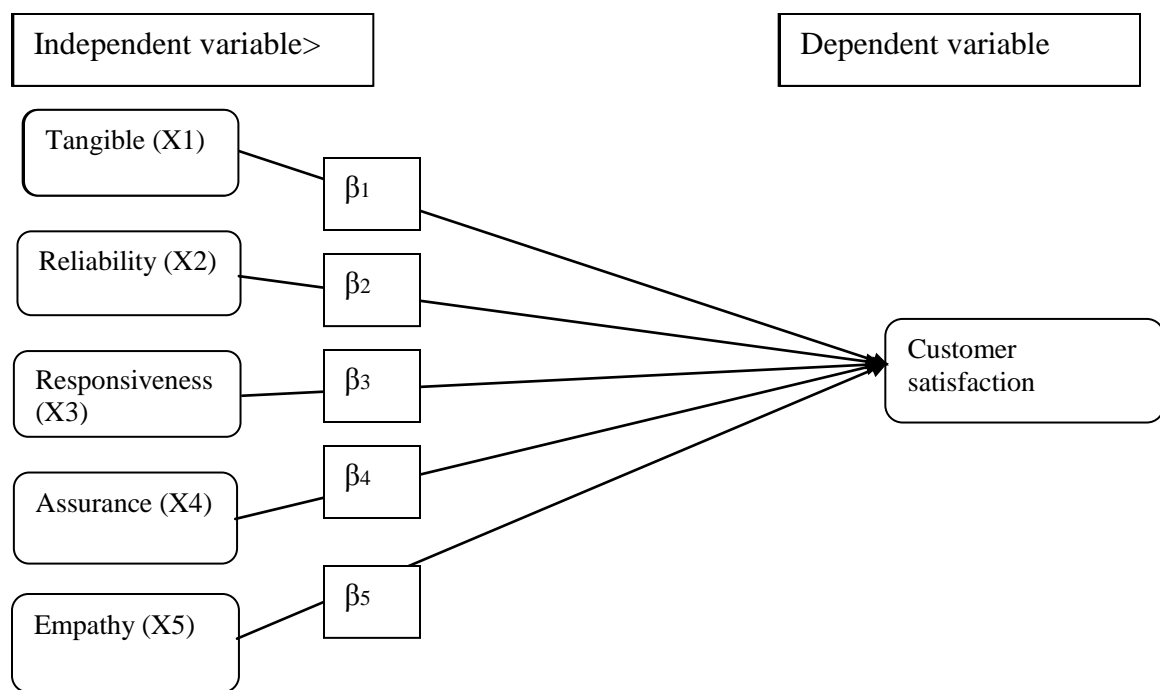 Independent variable>
Dependent variable
Tangible (X1)
β1
Reliability (X2)
β2
Responsiveness
(X3)
β3
Customer
satisfaction
Assurance (X4)
β4
Empathy (X5)
β5